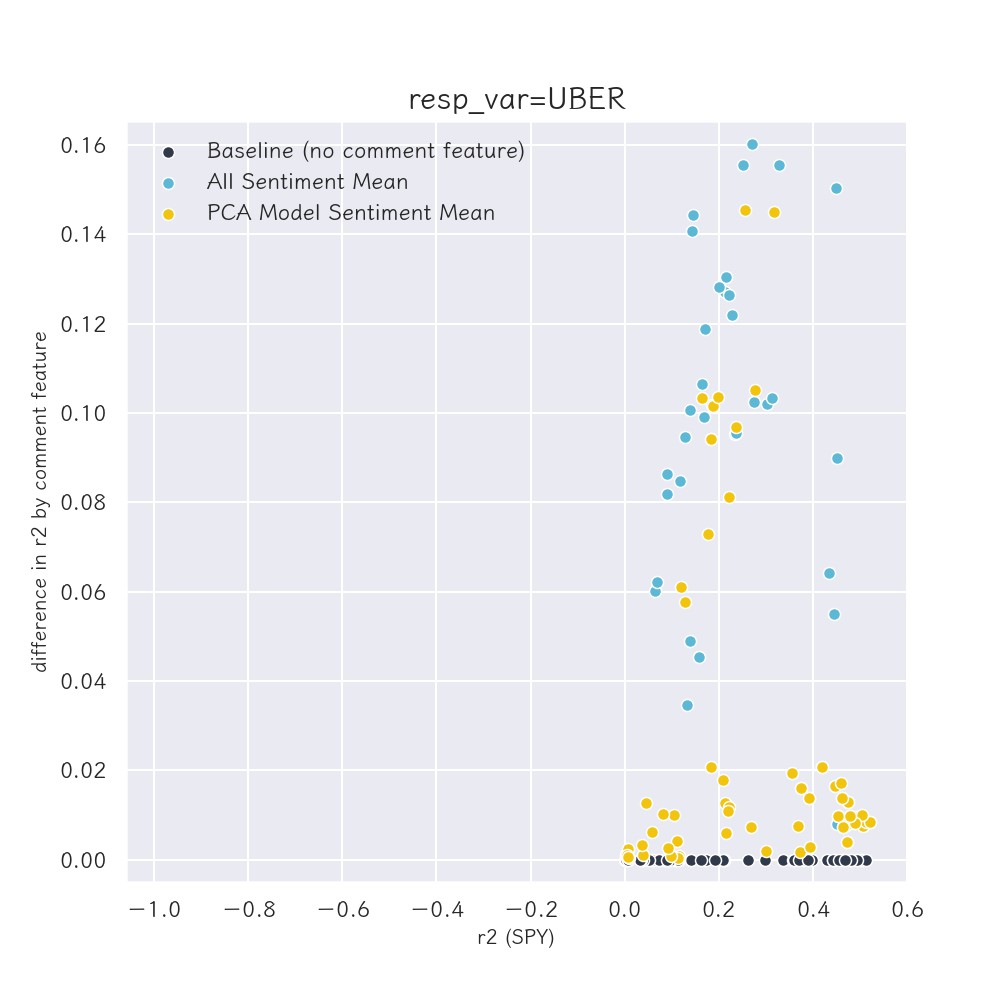 resp_var=UBER
Baseline (no comment feature)
All Sentiment Mean
PCA Model Sentiment Mean
0.16
0.14
0.12
0.10
0.08
0.06
0.04
0.02
0.00
difference in r2 by comment feature
−1.0 −0.8 −0.6 −0.4 −0.2 0.0 0.2 0.4 0.6
r2 (SPY)